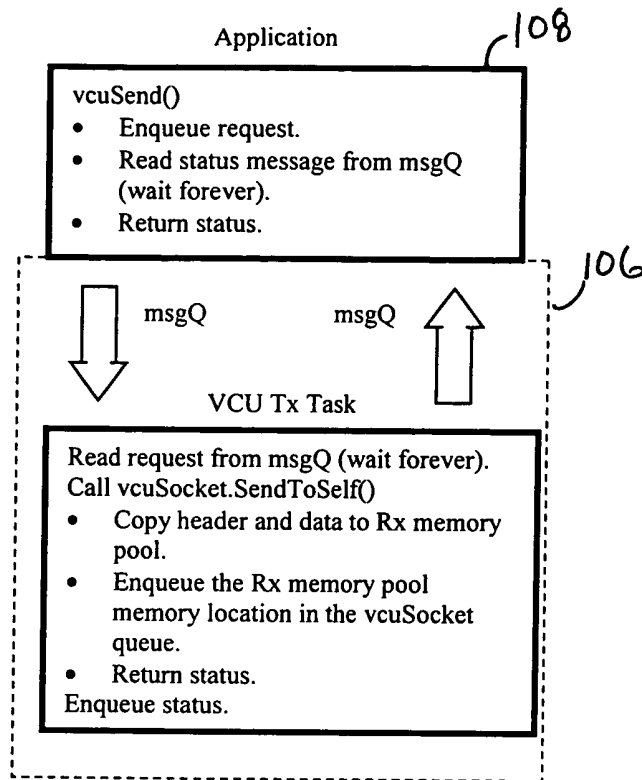 Application
108
vcuSend()
• Enqueue request.
• Read status message from msgQ
(wait forever).
• Return status.
106
msgQ
msgQ
VCU Tx Task
Read request from msgQ (wait forever).
Call vcuSocket.SendToSelf()
• Copy header and data to Rx memory
pool.
• Enqueue the Rx memory pool
memory location in the vcuSocket
queue.
• Return status.
Enqueue status.